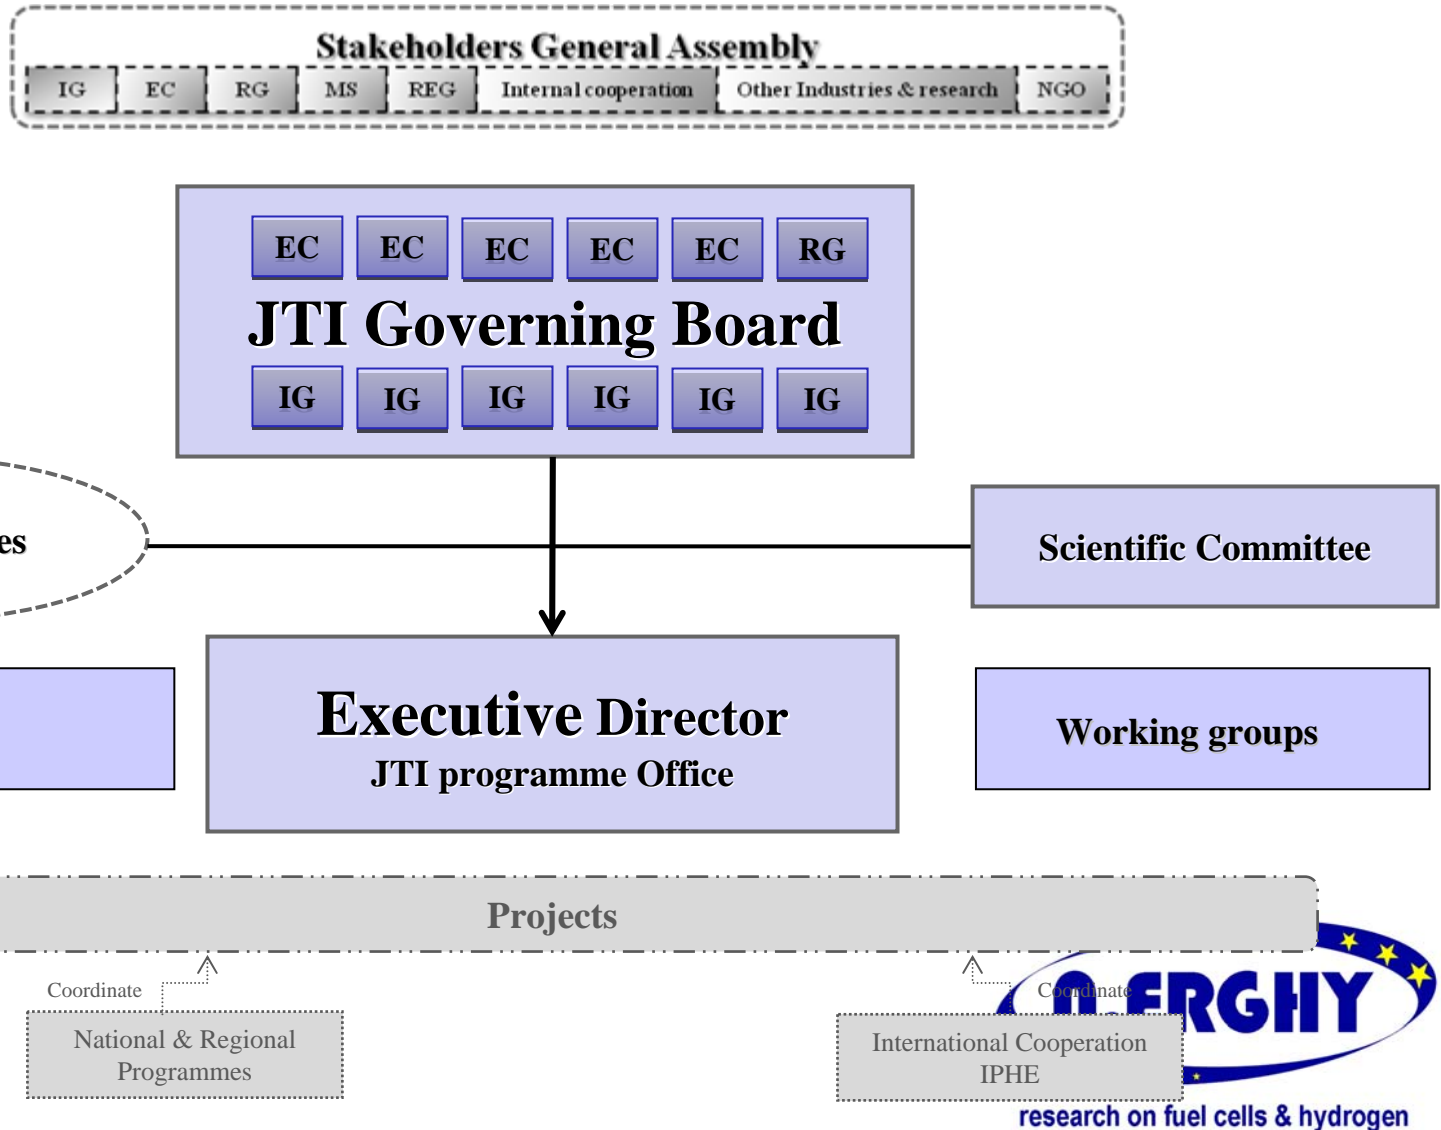 Stakeholders General Assembly
IG EC RG MS REG Internal cooperation Other Industries & research NGO
EC EC EC EC EC RG
JTI Governing Board
IG IG IG IG IG IG
es
Scientific Committee
Executive Director
JTI programme Office
Working groups
Projects
Coordinate
National & Regional
Programmes
Coordinate
International Cooperation
IPHE
ERGHY
research on fuel cells & hydrogen